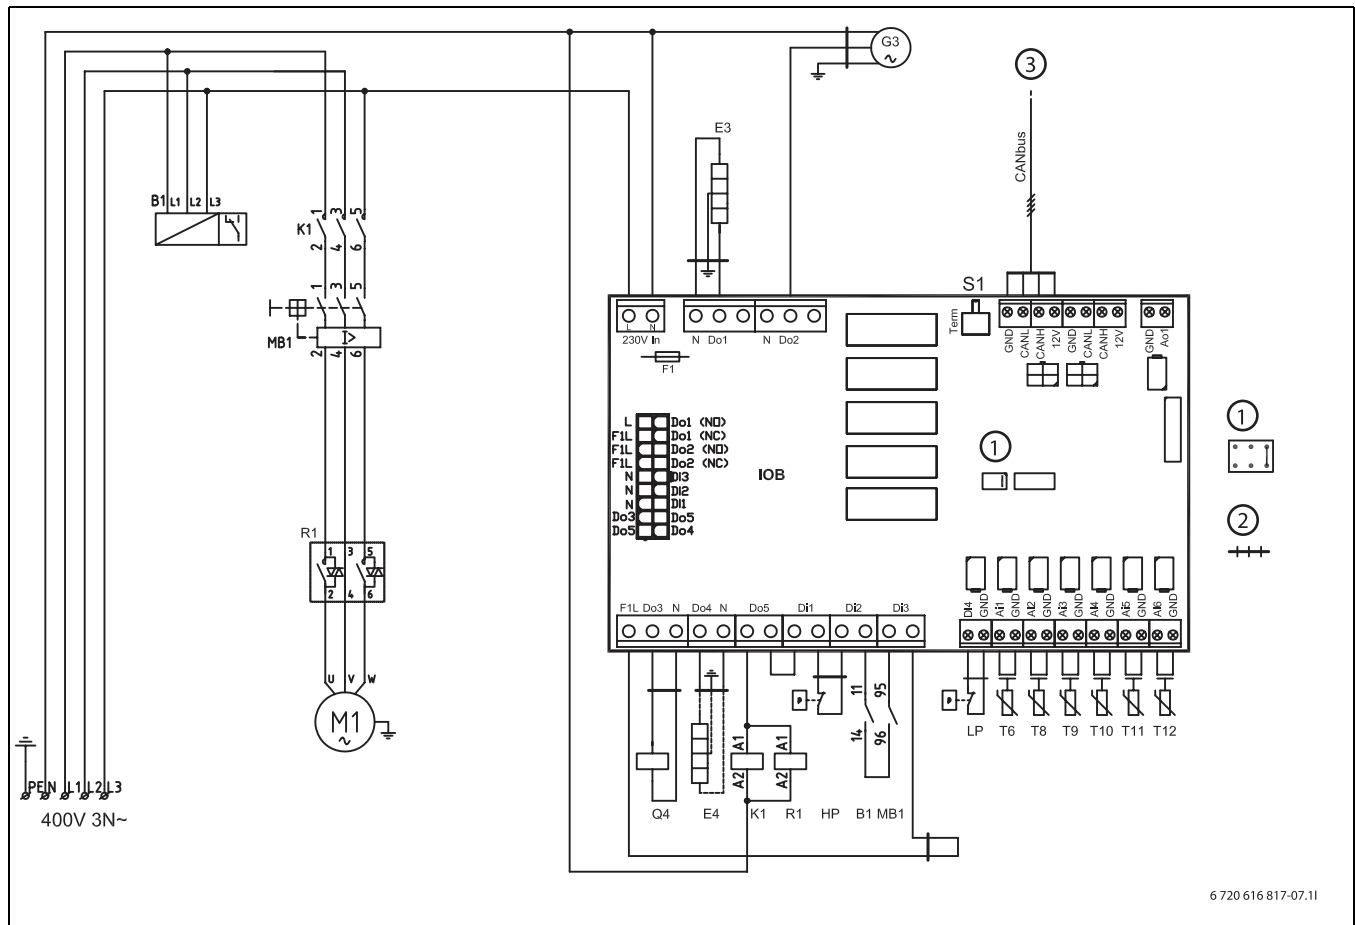 G3
3
CANbus
E3
B1 L1 L2 L3
K1
1 3 5
2 4 6
1 3 5
MB1
I>
2 4 6
R1
1 3 5
2 4 6
U V W
M1
PE N L1 L2 L3
400V 3N~
S1
Term
L N
230V In
F1
N Do1
N Do2
GND CANL CANH 12V GND CANL CANH 12V
GND Ao1
L Do1 (NO)
F1L Do1 (NC)
F1L Do2 (NO)
F1L Do2 (NC)
N DI3
N DI2
N DI1
Do3 Do5
Do5 Do4
IOB
1
1
2
F1L Do3 N Do4 N Do5 Di1 Di2 Di3
DI4 GND AI1 GND AI2 GND AI3 GND AI4 GND AI5 GND AI6 GND
P
A1 A1
A2 A2
11 95
14 96
P
LP T6 T8 T9 T10 T11 T12
Q4 E4 K1 R1 HP B1 MB1
6 720 616 817-07.1I